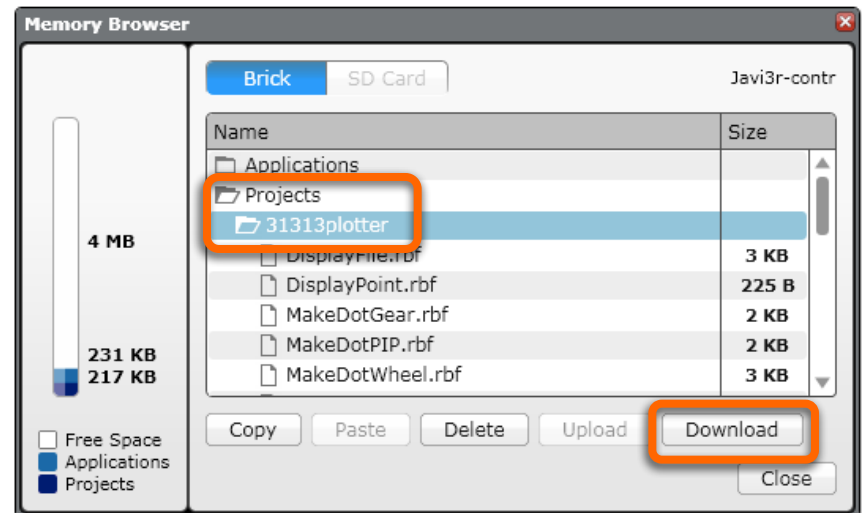 Memory Browser
Brick
SD Card
Javi3r-contr
Name
Size
Applications
Projects
31313plotter
DisplayFile.rbf
3 KB
DisplayPoint.rbf
225 B
MakeDotGear.rbf
2 KB
MakeDotPIP.rbf
2 KB
MakeDotWheel.rbf
3 KB
4 MB
231 KB
217 KB
Free Space
Applications
Projects
Copy
Paste
Delete
Upload
Download
Close